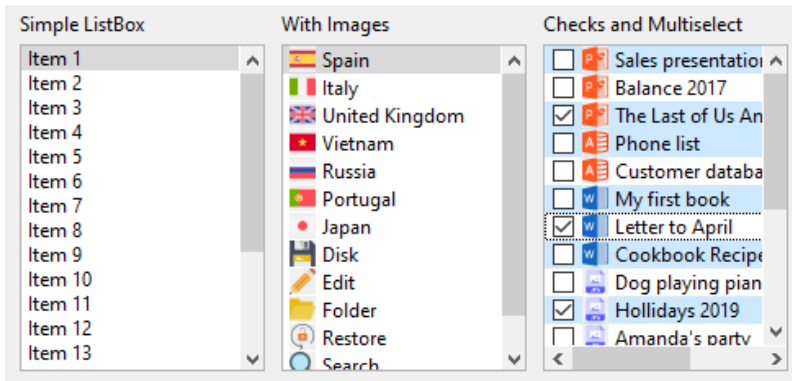 Simple ListBox
Item 1
Item 2
Item 3
Item 4
Item 5
Item 6
Item 7
Item 8
Item 9
Item 10
Item 11
Item 12
Item 13
With Images
Spain
Italy
United Kingdom
Vietnam
Russia
Portugal
Japan
Disk
Edit
Folder
Restore
Search
Checks and Multiselect
Sales presentation
Balance 2017
The Last of Us An
Phone list
Customer databa
My first book
Letter to April
Cookbook Recipe
Dog playing pian
Hollidays 2019
Amanda's party